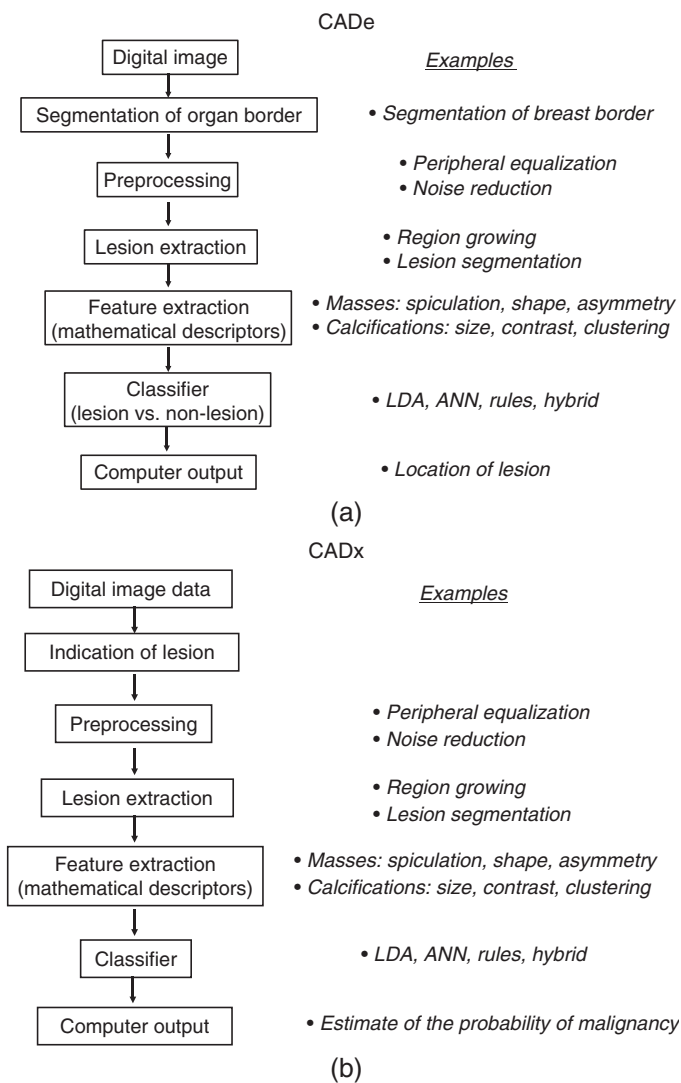 CADe
Digital image
Examples
Segmentation of organ border
• Segmentation of breast border
Preprocessing
• Peripheral equalization
• Noise reduction
Lesion extraction
• Region growing
• Lesion segmentation
Feature extraction
(mathematical descriptors)
• Masses: spiculation, shape, asymmetry
• Calcifications: size, contrast, clustering
Classifier
(lesion vs. non-lesion)
• LDA, ANN, rules, hybrid
Computer output
• Location of lesion
(a)
CADx
Digital image data
Examples
Indication of lesion
Preprocessing
• Peripheral equalization
• Noise reduction
Lesion extraction
• Region growing
• Lesion segmentation
Feature extraction
(mathematical descriptors)
• Masses: spiculation, shape, asymmetry
• Calcifications: size, contrast, clustering
Classifier
• LDA, ANN, rules, hybrid
Computer output
• Estimate of the probability of malignancy
(b)